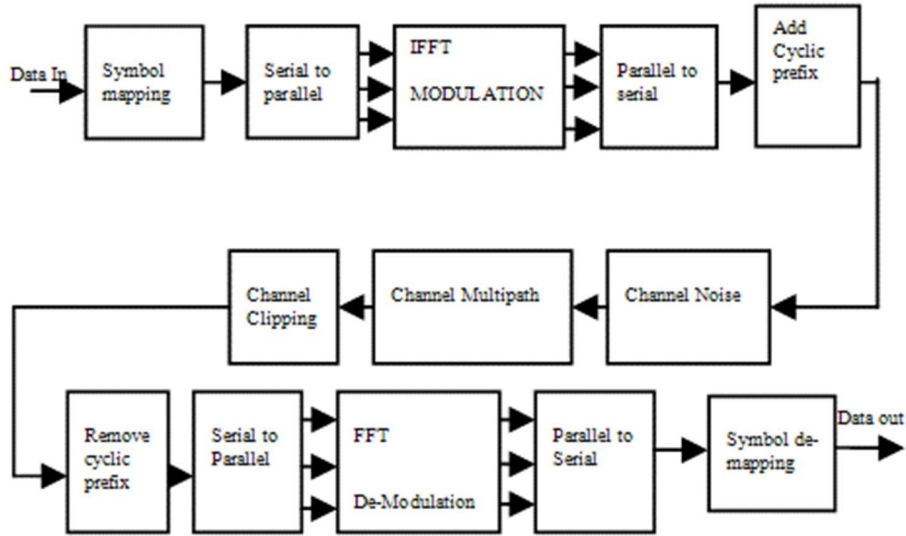 Data In
Symbol
mapping
Serial to
parallel
IFFT
MODULATION
Parallel to
serial
Add
Cyclic
prefix
Channel
Clipping
Channel Multipath
Channel Noise
Remove
cyclic
prefix
Serial to
Parallel
FFT
De-Modulation
Parallel to
Serial
Symbol de-
mapping
Data out